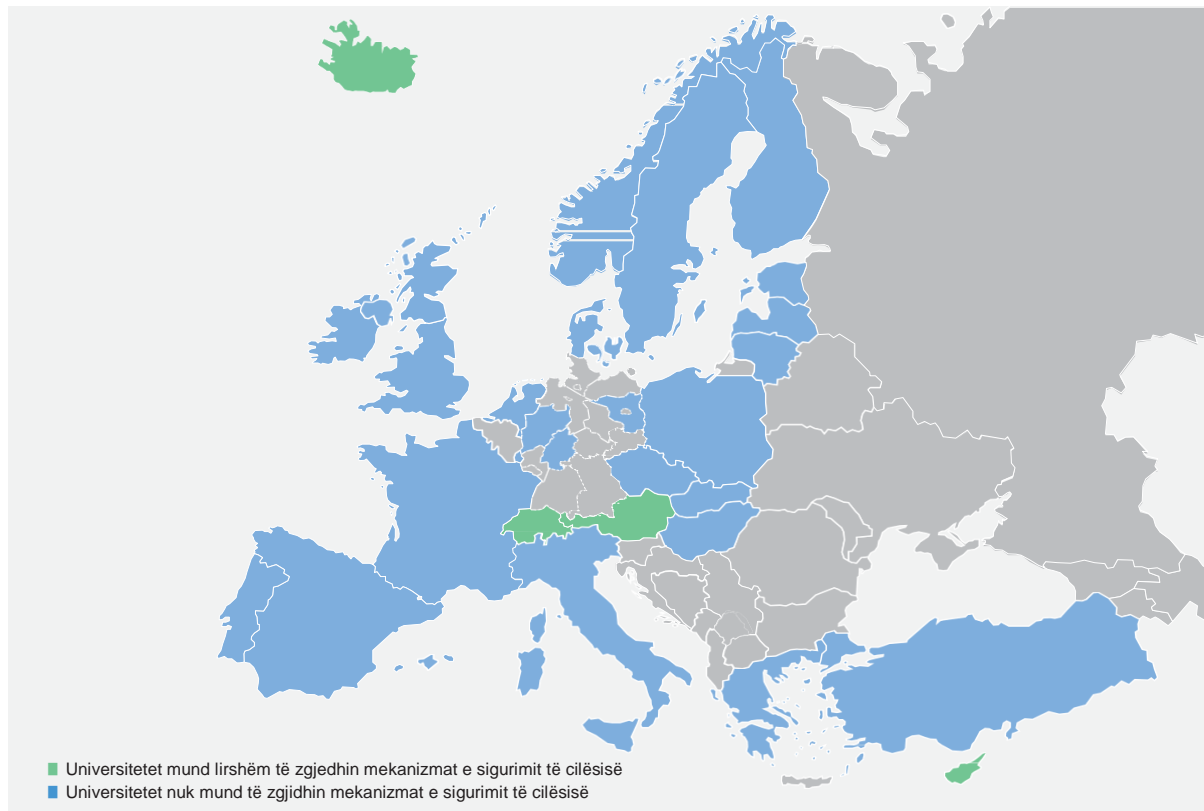 Universitetet mund lirshëm të zgjedhin mekanizmat e sigurimit të cilësisë
Universitetet nuk mund të zgjidhin mekanizmat e sigurimit të cilësisë